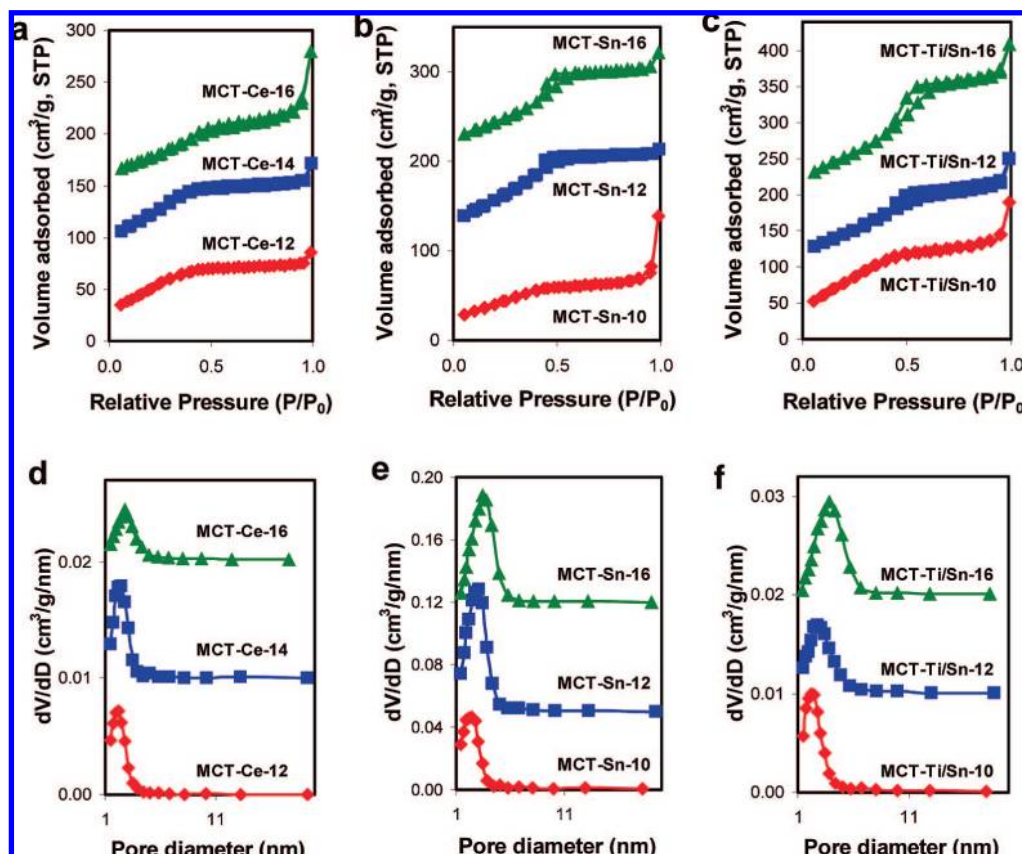 a
Volume adsorbed (cm³/g, STP)
300
250
200
150
100
50
0
MCT-Ce-16
MCT-Ce-14
MCT-Ce-12
0.0
0.5
1.0
Relative Pressure (P/P₀)
b
Volume adsorbed (cm³/g, STP)
300
200
100
0
MCT-Sn-16
MCT-Sn-12
MCT-Sn-10
0.0
0.5
1.0
Relative Pressure (P/P₀)
c
Volume adsorbed (cm³/g, STP)
400
350
300
250
200
150
100
50
0
MCT-Ti/Sn-16
MCT-Ti/Sn-12
MCT-Ti/Sn-10
0.0
0.5
1.0
Relative Pressure (P/P₀)
d
dV/dD (cm³/g/nm)
0.02
0.01
0.00
MCT-Ce-16
MCT-Ce-14
MCT-Ce-12
1
11
Pore diameter (nm)
e
dV/dD (cm³/g/nm)
0.20
0.16
0.12
0.08
0.04
0.00
MCT-Sn-16
MCT-Sn-12
MCT-Sn-10
1
11
Pore diameter (nm)
f
dV/dD (cm³/g/nm)
0.03
0.02
0.01
0.00
MCT-Ti/Sn-16
MCT-Ti/Sn-12
MCT-Ti/Sn-10
1
11
Pore diameter (nm)